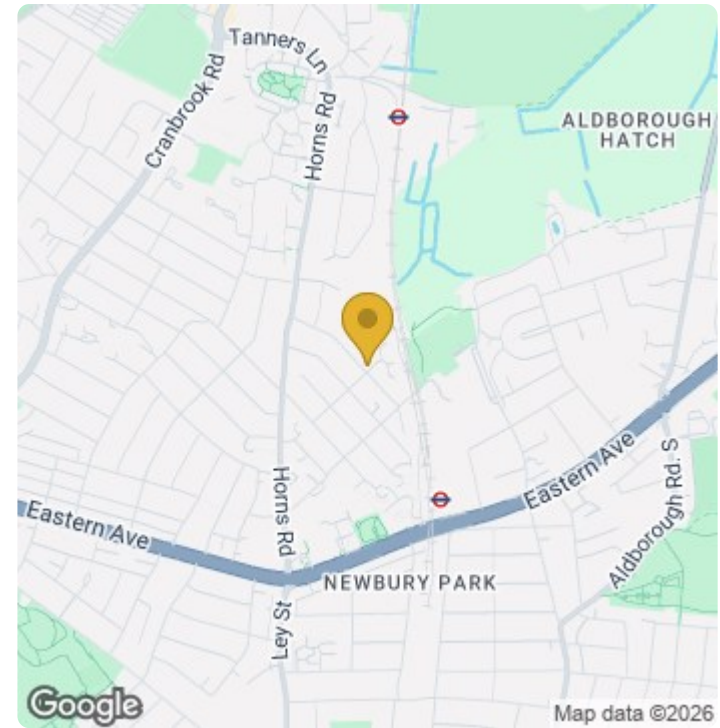 Tanners Ln
Cranbrook Rd
Horns Rd
ALDBOROUGH
HATCH
Eastern Ave
Aldborough Rd. S
Horns Rd
Eastern Ave
NEWBURY PARK
Ley St
Google
Map data ©2026